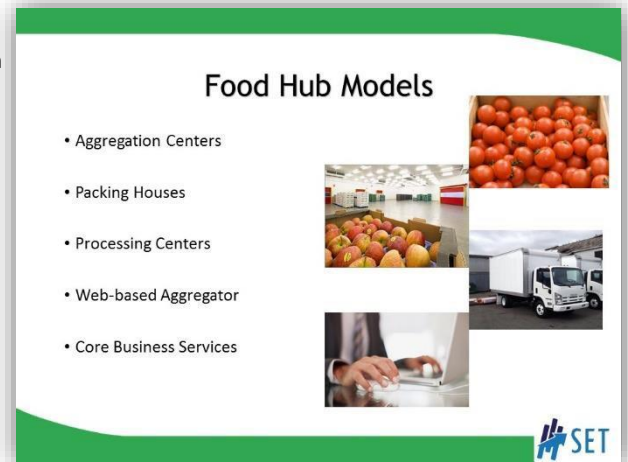 Food Hub Models
• Aggregation Centers
• Packing Houses
• Processing Centers
• Web-based Aggregator
• Core Business Services
SET